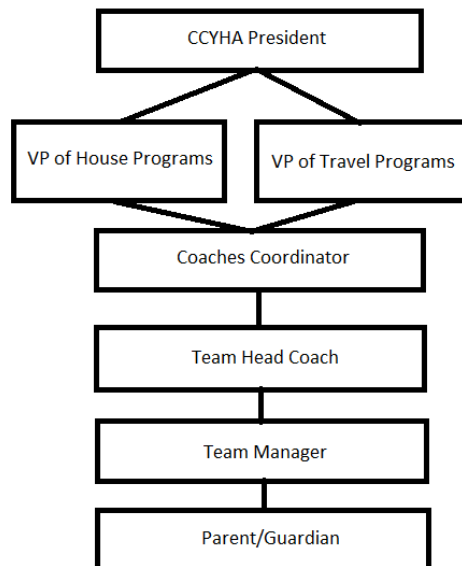 CCYHA President
VP of House Programs
VP of Travel Programs
Coaches Coordinator
Team Head Coach
Team Manager
Parent/Guardian